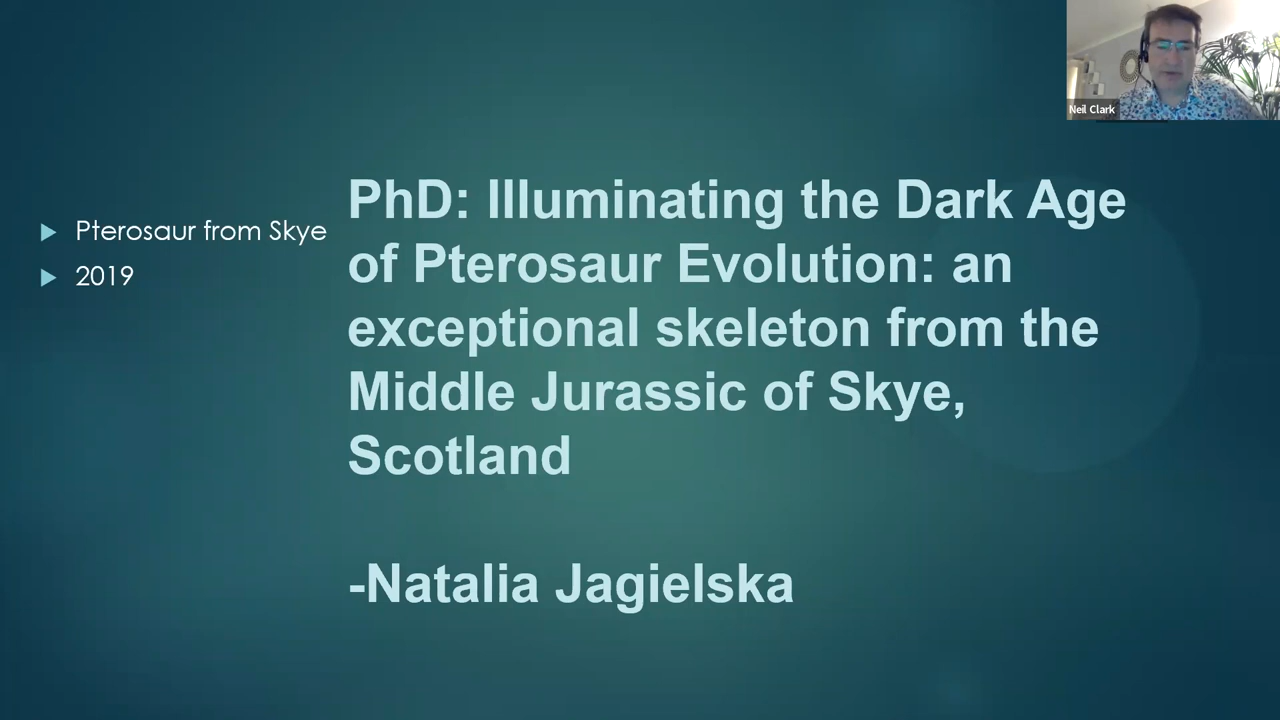 Neil Clark
PhD: Illuminating the Dark Age
of Pterosaur Evolution: an
exceptional skeleton from the
Middle Jurassic of Skye,
Scotland
-Natalia Jagielska
Pterosaur from Skye
2019